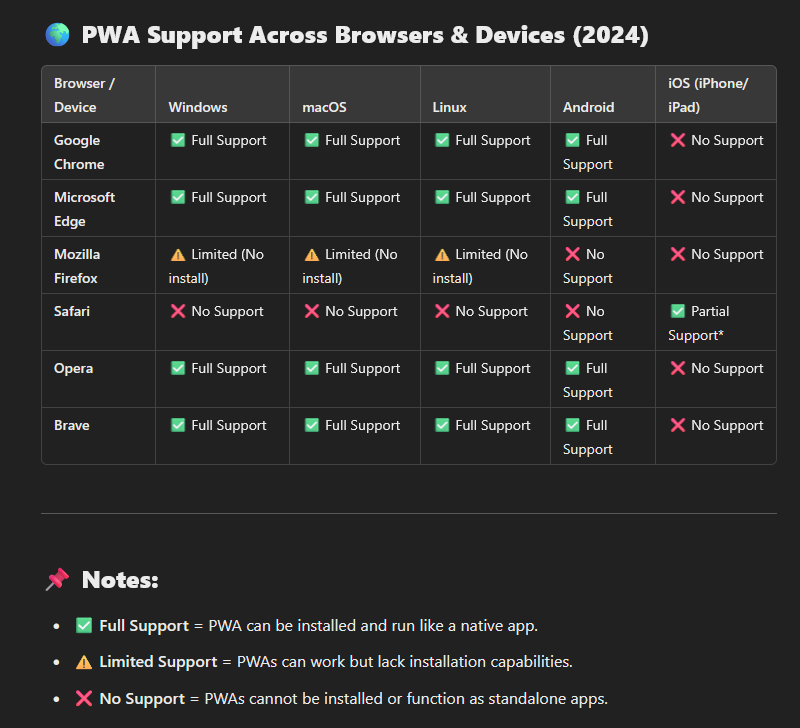 🌍 PWA Support Across Browsers & Devices (2024)
Browser / Device Windows macOS Linux Android iOS (iPhone/ iPad)
Google Chrome ✅ Full Support ✅ Full Support ✅ Full Support ✅ Full Support ❌ No Support
Microsoft Edge ✅ Full Support ✅ Full Support ✅ Full Support ✅ Full Support ❌ No Support
Mozilla Firefox ⚠️ Limited (No install) ⚠️ Limited (No install) ⚠️ Limited (No install) ❌ No Support ❌ No Support
Safari ❌ No Support ❌ No Support ❌ No Support ❌ No Support ✅ Partial Support*
Opera ✅ Full Support ✅ Full Support ✅ Full Support ✅ Full Support ❌ No Support
Brave ✅ Full Support ✅ Full Support ✅ Full Support ✅ Full Support ❌ No Support
📌 Notes:
• ✅ Full Support = PWA can be installed and run like a native app.
• ⚠️ Limited Support = PWAs can work but lack installation capabilities.
• ❌ No Support = PWAs cannot be installed or function as standalone apps.